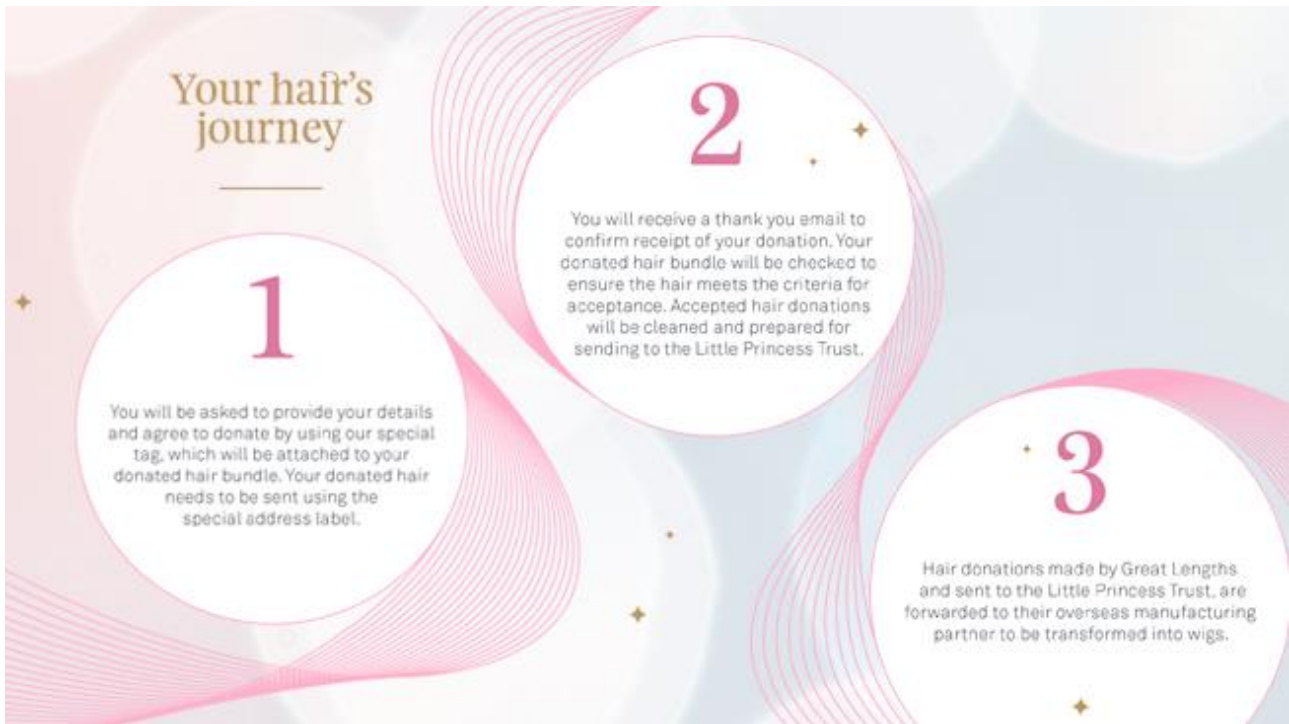 Your hair's
journey
1
You will be asked to provide your details
and agree to donate by using our special
tag, which will be attached to your
donated hair bundle. Your donated hair
needs to be sent using the
special address label.
2
You will receive a thank you email to
confirm receipt of your donation. Your
donated hair bundle will be checked to
ensure the hair meets the criteria for
acceptance. Accepted hair donations
will be cleaned and prepared for
sending to the Little Princess Trust.
3
Hair donations made by Great Lengths
and sent to the Little Princess Trust, are
forwarded to their overseas manufacturing
partner to be transformed into wigs.